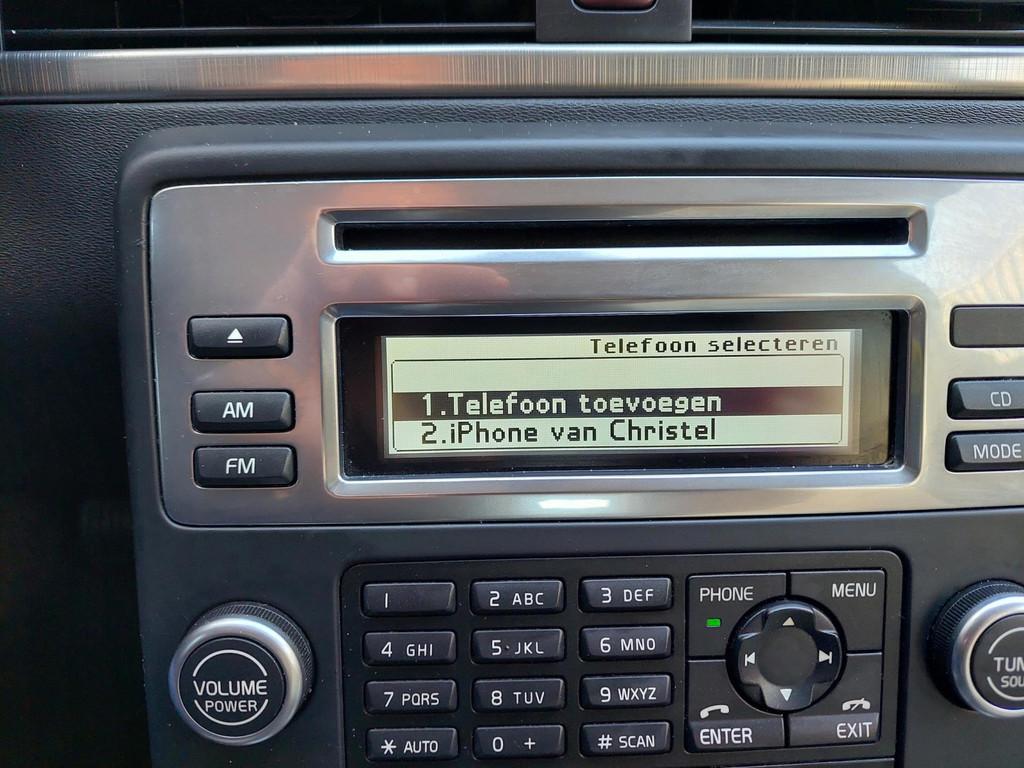 Telefoon selecteren
1.Telefoon toevoegen
2.iPhone van Christel
AM
FM
CD
MODE
1
2 ABC
3 DEF
4 GHI
5 JKL
6 MNO
7 PQRS
8 TUV
9 WXYZ
* AUTO
0 +
# SCAN
PHONE
MENU
ENTER
EXIT
VOLUME
POWER